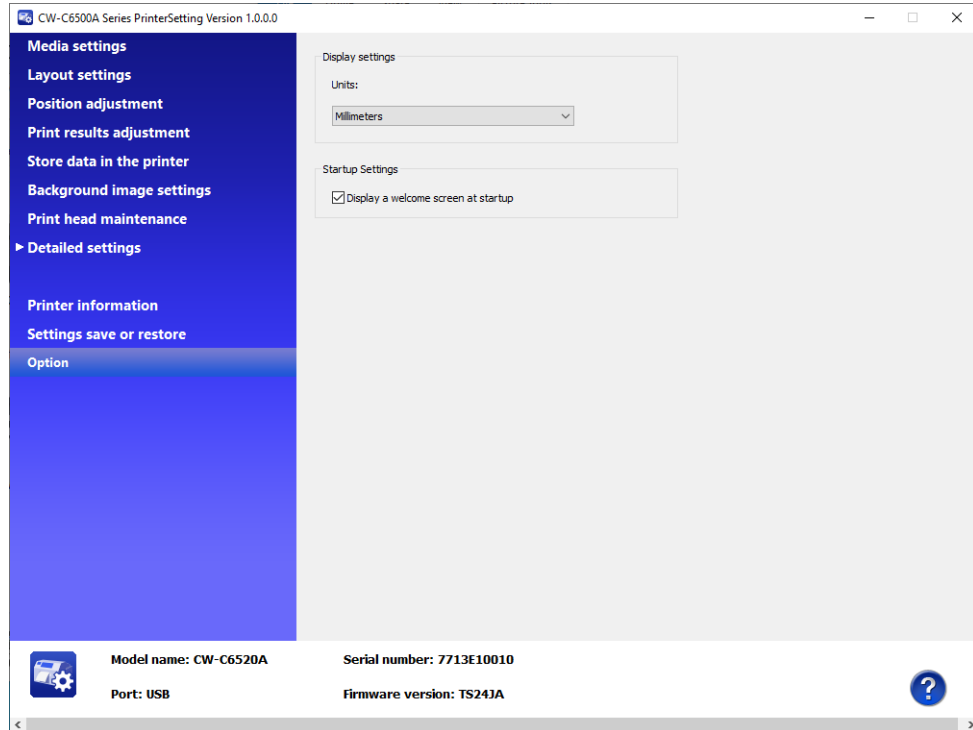 CW-C6500A Series PrinterSetting Version 1.0.0.0
Media settings
Layout settings
Position adjustment
Print results adjustment
Store data in the printer
Background image settings
Print head maintenance
Detailed settings
Printer information
Settings save or restore
Option
Display settings
Units:
Millimeters
Startup Settings
Display a welcome screen at startup
Model name: CW-C6520A
Serial number: 7713E10010
Port: USB
Firmware version: TS24JA
?